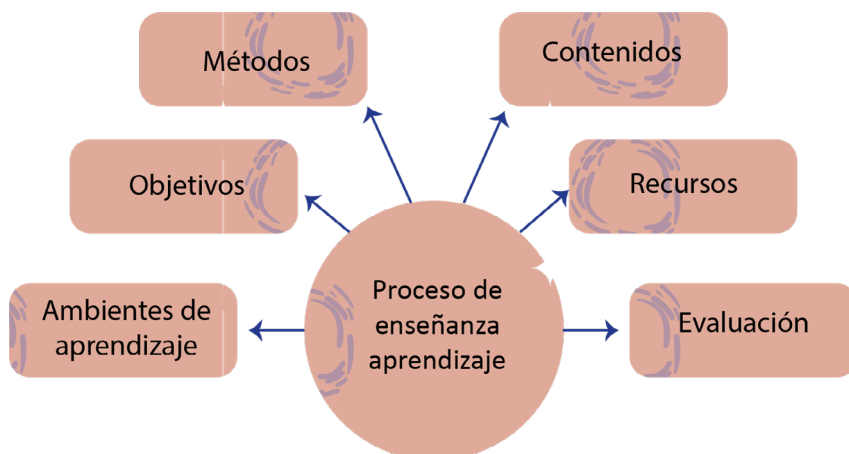 Métodos
Contenidos
Objetivos
Recursos
Ambientes de
aprendizaje
Proceso de
enseñanza
aprendizaje
Evaluación